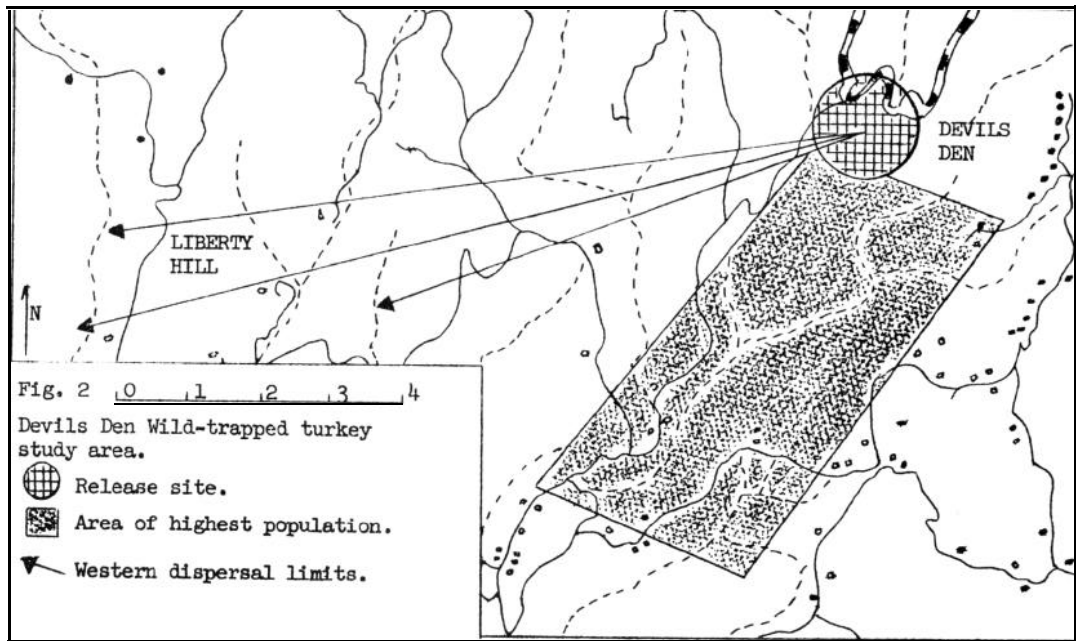 DEVILS
DEN
LIBERTY
HILL
N
Fig. 2 0 1 2 3 4
Devils Den Wild-trapped turkey
study area.
Release site.
Area of highest population.
Western dispersal limits.